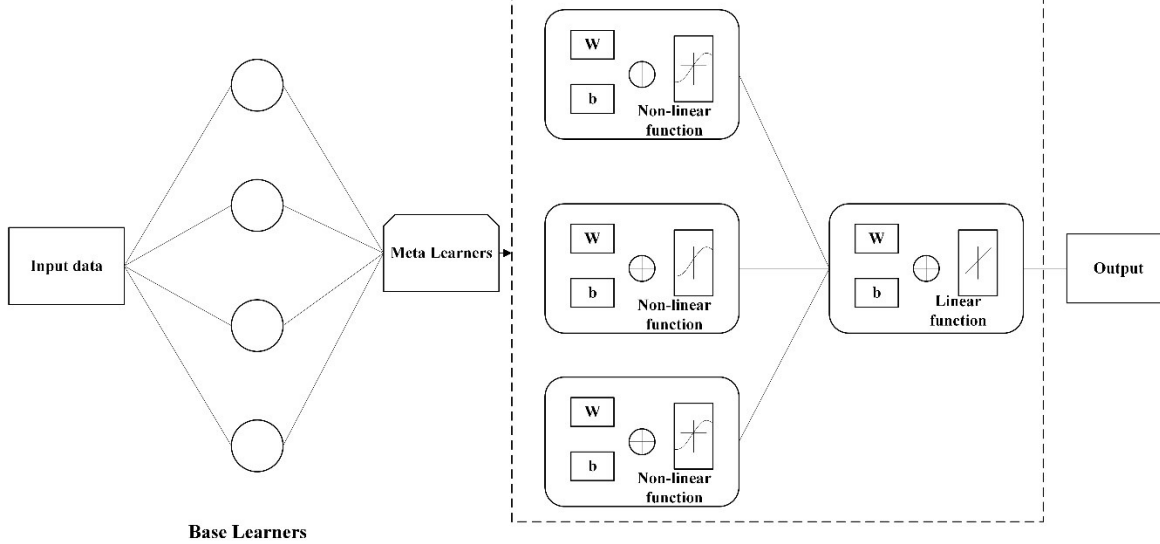 Input data
Base Learners
Meta Learners
W
b
Non-linear
function
W
b
Non-linear
function
W
b
Non-linear
function
W
b
Linear
function
Output